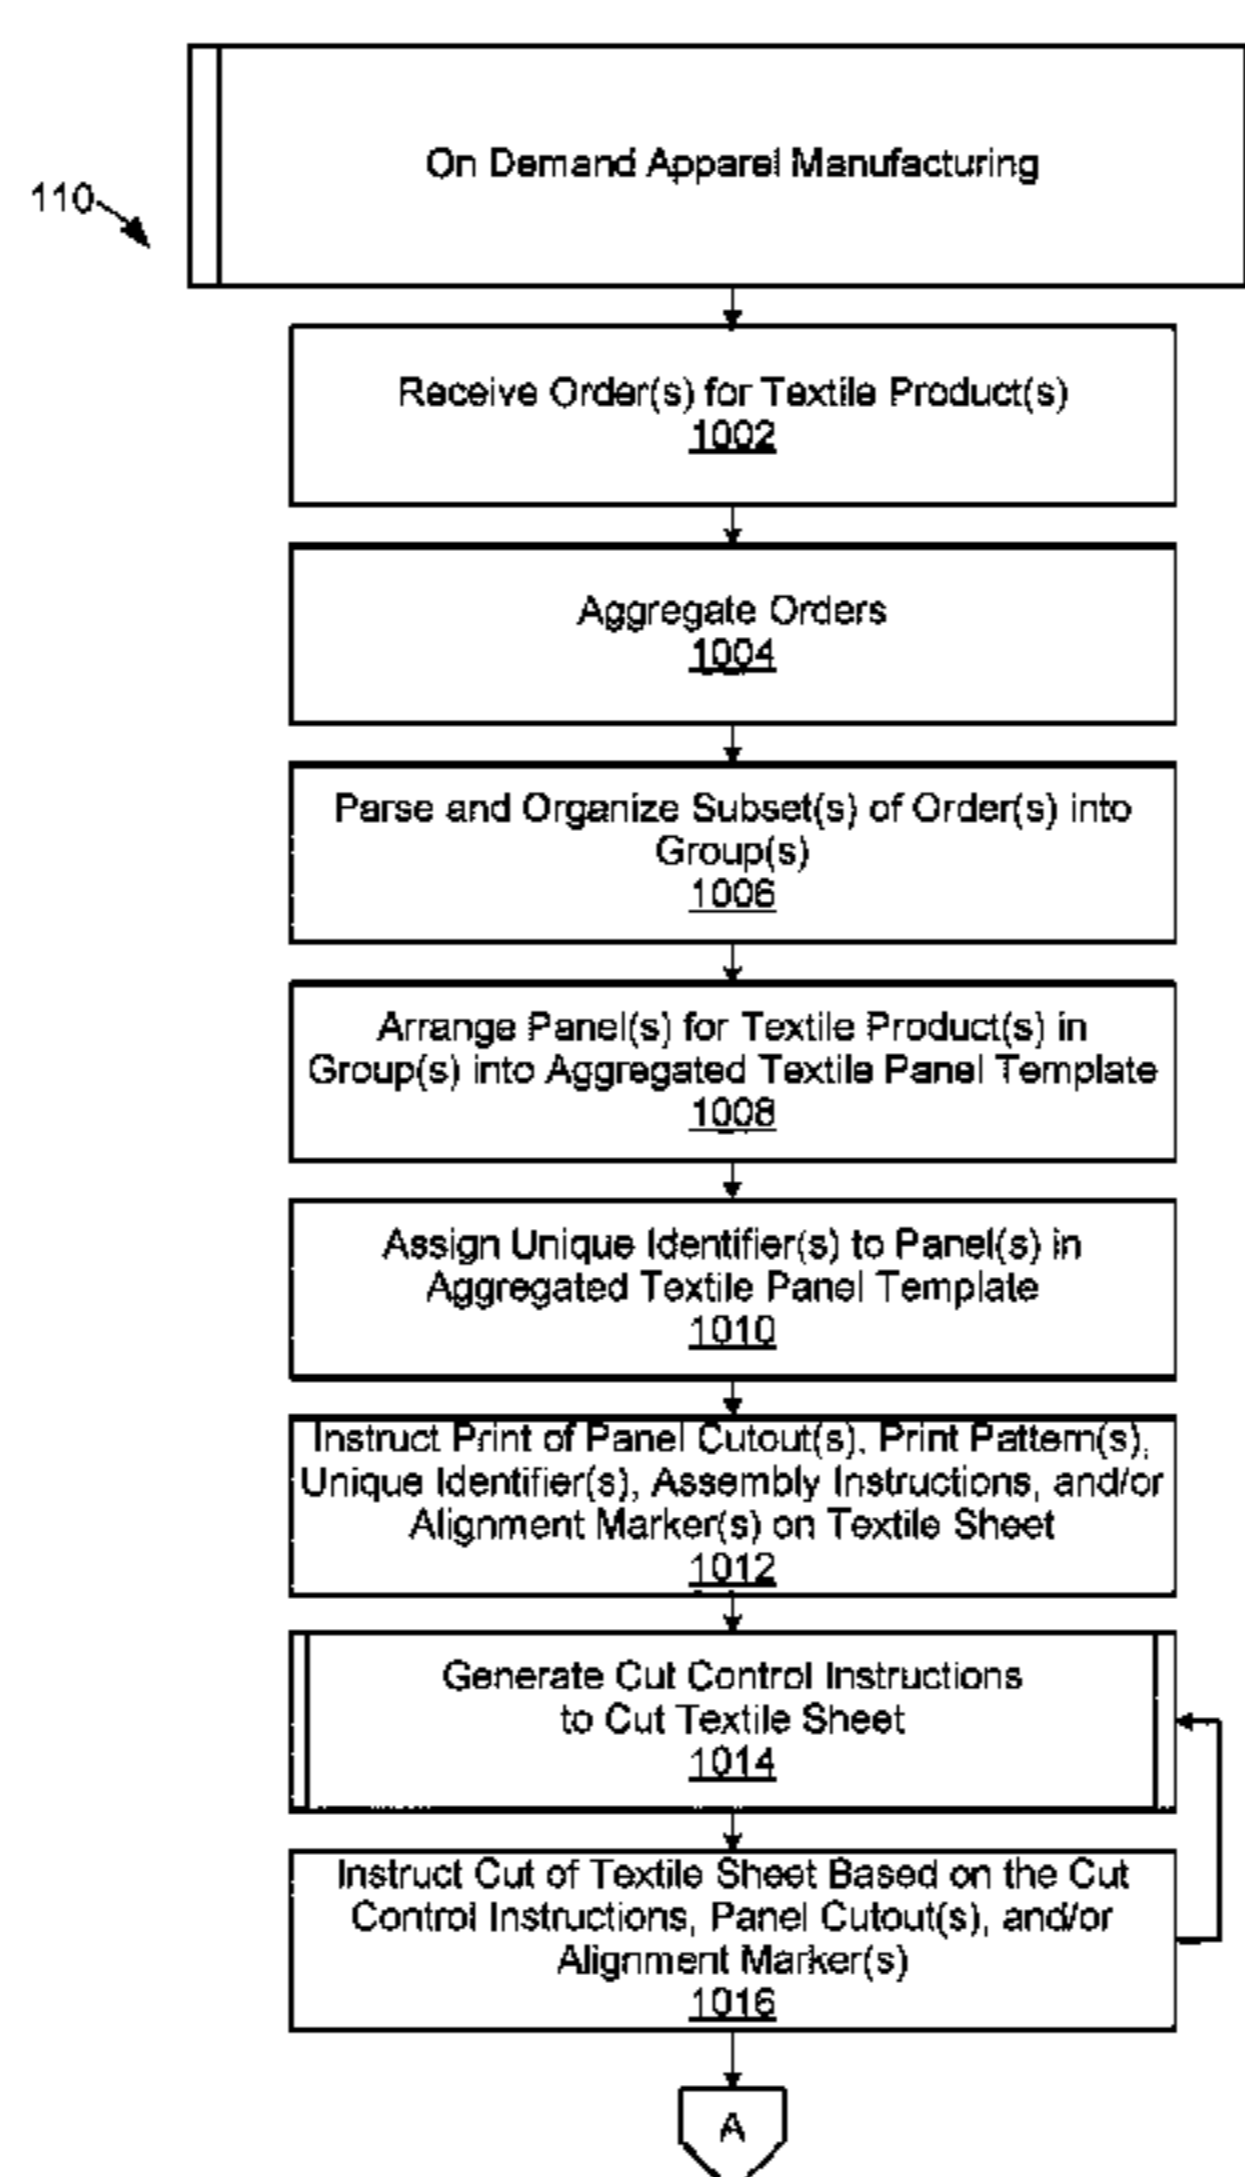 On Demand Apparel Manufacturing
110
Receive Order(s) for Textile Product(s)
1002
Aggregate Orders
1004
Parse and Organize Subset(s) of Order(s) into
Group(s)
1006
Arrange Panel(s) for Textile Product(s) in
Group(s) into Aggregated Textile Panel Template
1008
Assign Unique Identifier(s) to Panel(s) in
Aggregated Textile Panel Template
1010
Instruct Print of Panel Cutout(s), Print Pattern(s),
Unique Identifier(s), Assembly Instructions, and/or
Alignment Marker(s) on Textile Sheet
1012
Generate Cut Control Instructions
to Cut Textile Sheet
1014
Instruct Cut of Textile Sheet Based on the Cut
Control Instructions, Panel Cutout(s), and/or
Alignment Marker(s)
1016
A